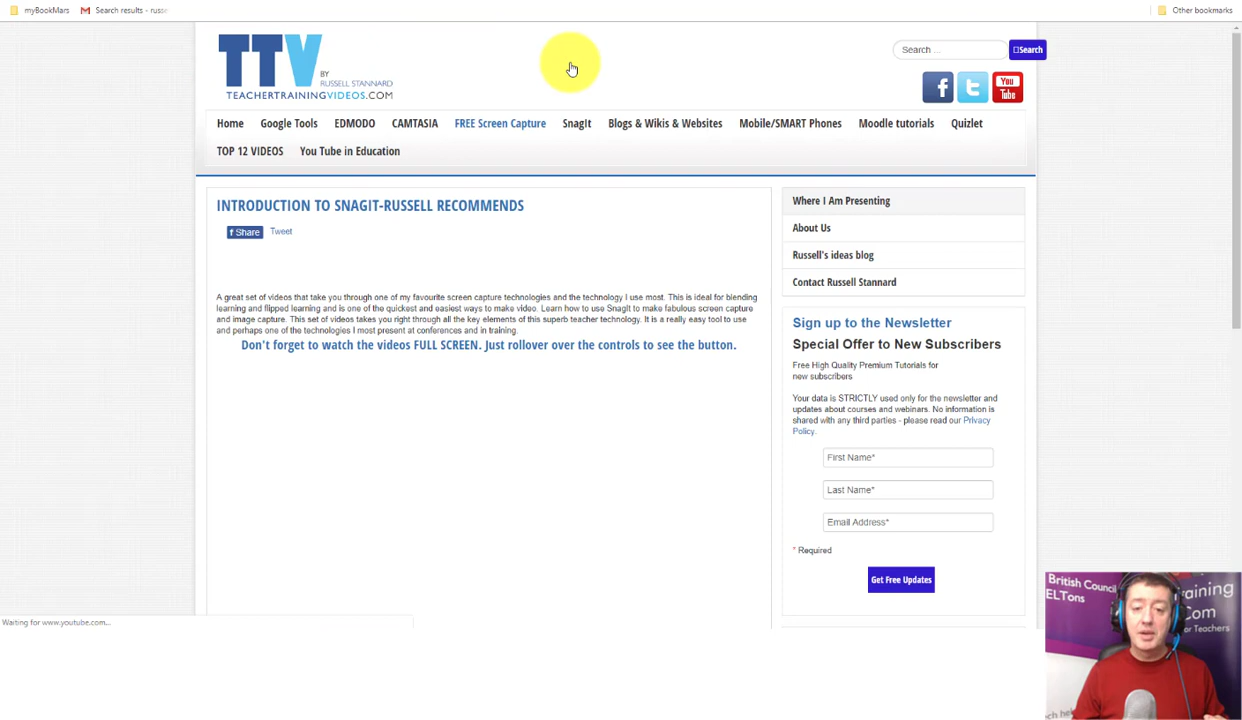 myBookMars
Search results - russe
Other bookmarks
TTV
BY
RUSSELL STANNARD
TEACHERTRAININGVIDEOS.COM
Search ...
Search
f
You
Tube
Home
Google Tools
EDMODO
CAMTASIA
FREE Screen Capture
SnagIt
Blogs & Wikis & Websites
Mobile/SMART Phones
Moodle tutorials
Quizlet
TOP 12 VIDEOS
You Tube in Education
INTRODUCTION TO SNAGIT-RUSSELL RECOMMENDS
f Share
Tweet
A great set of videos that take you through one of my favourite screen capture technologies and the technology I use most. This is ideal for blending
learning and flipped learning and is one of the quickest and easiest ways to make video. Learn how to use SnagIt to make fabulous screen capture
and image capture. This set of videos takes you right through all the key elements of this superb teacher technology. It is a really easy tool to use
and perhaps one of the technologies I most present at conferences and in training.
Don't forget to watch the videos FULL SCREEN. Just rollover over the controls to see the button.
Where I Am Presenting
About Us
Russell's ideas blog
Contact Russell Stannard
Sign up to the Newsletter
Special Offer to New Subscribers
Free High Quality Premium Tutorials for
new subscribers
Your data is STRICTLY used only for the newsletter and
updates about courses and webinars. No information is
shared with any third parties - please read our Privacy
Policy.
First Name*
Last Name*
Email Address*
* Required
Get Free Updates
Waiting for www.youtube.com...
British Council
ELTons
raining
Com
or Teachers
ech hel